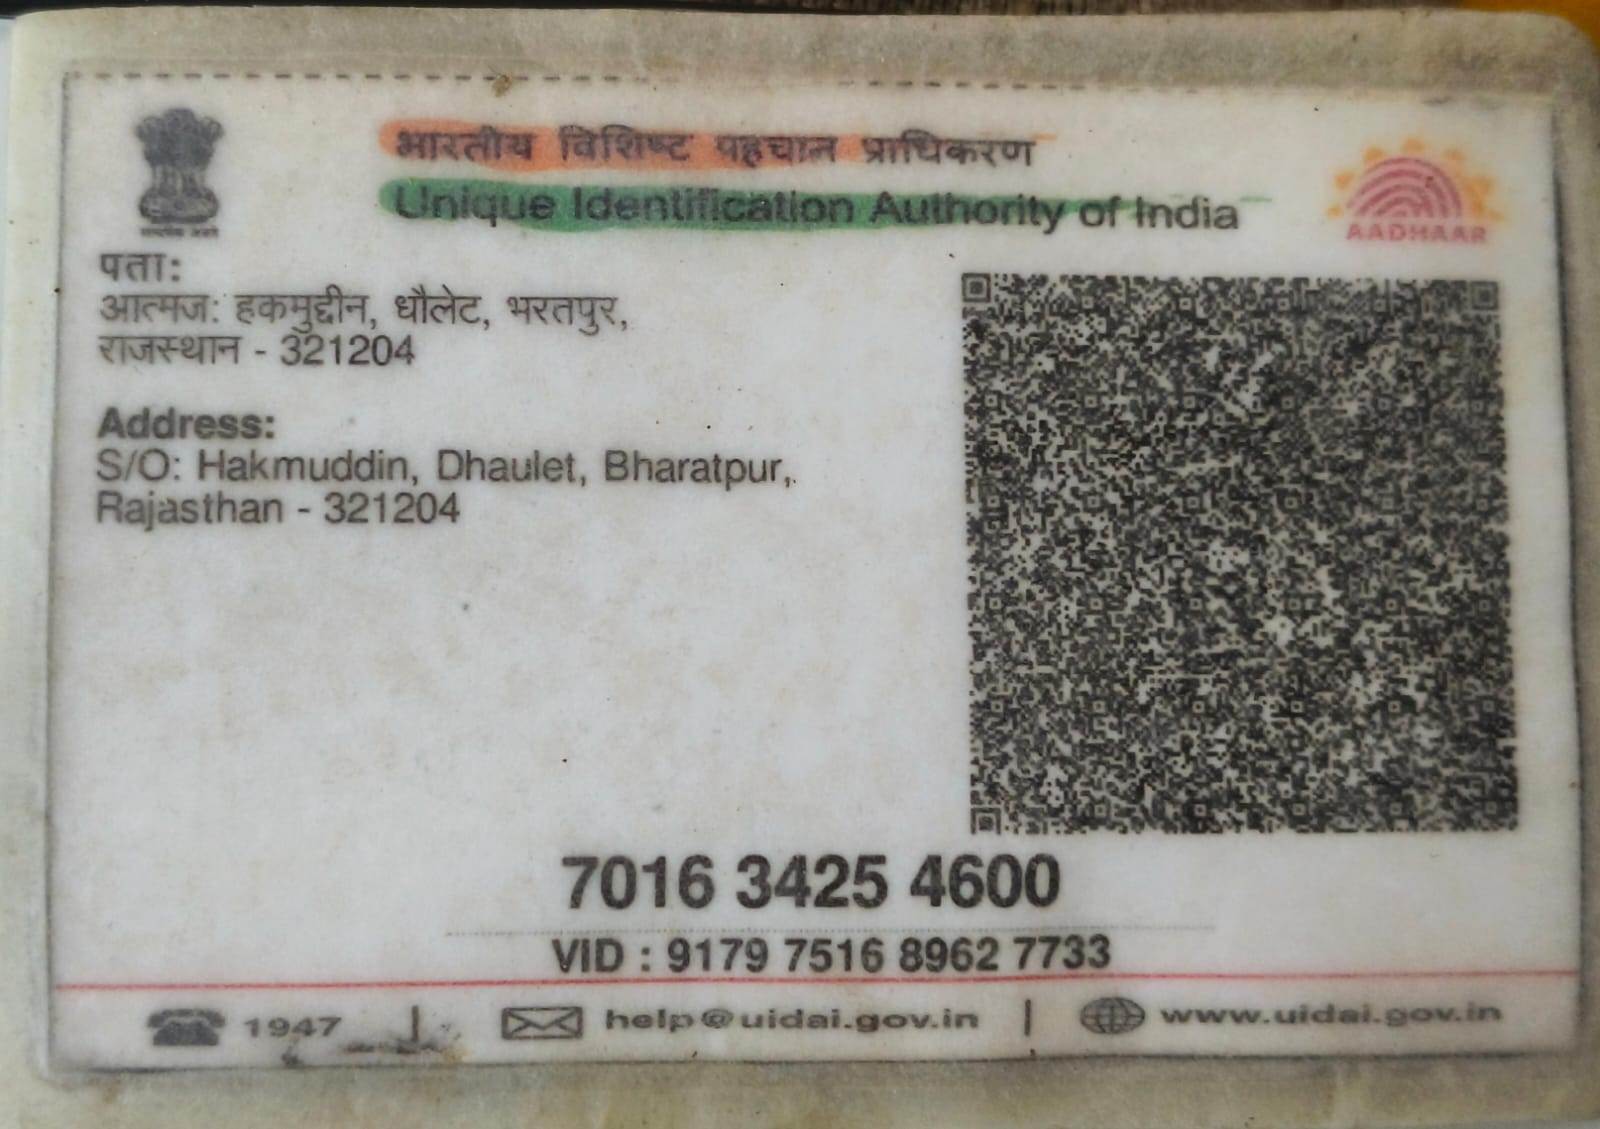 भारतीय विशिष्ट पहचान प्राधिकरण
Unique Identification Authority of India
AADHAAR
पता:
आत्मज: हकमुद्दीन, धौलेट, भरतपुर,
राजस्थान - 321204
Address:
S/O: Hakmuddin, Dhaulet, Bharatpur,
Rajasthan - 321204
7016 3425 4600
VID : 9179 7516 8962 7733
1947 | help@uidai.gov.in | www.uidai.gov.in